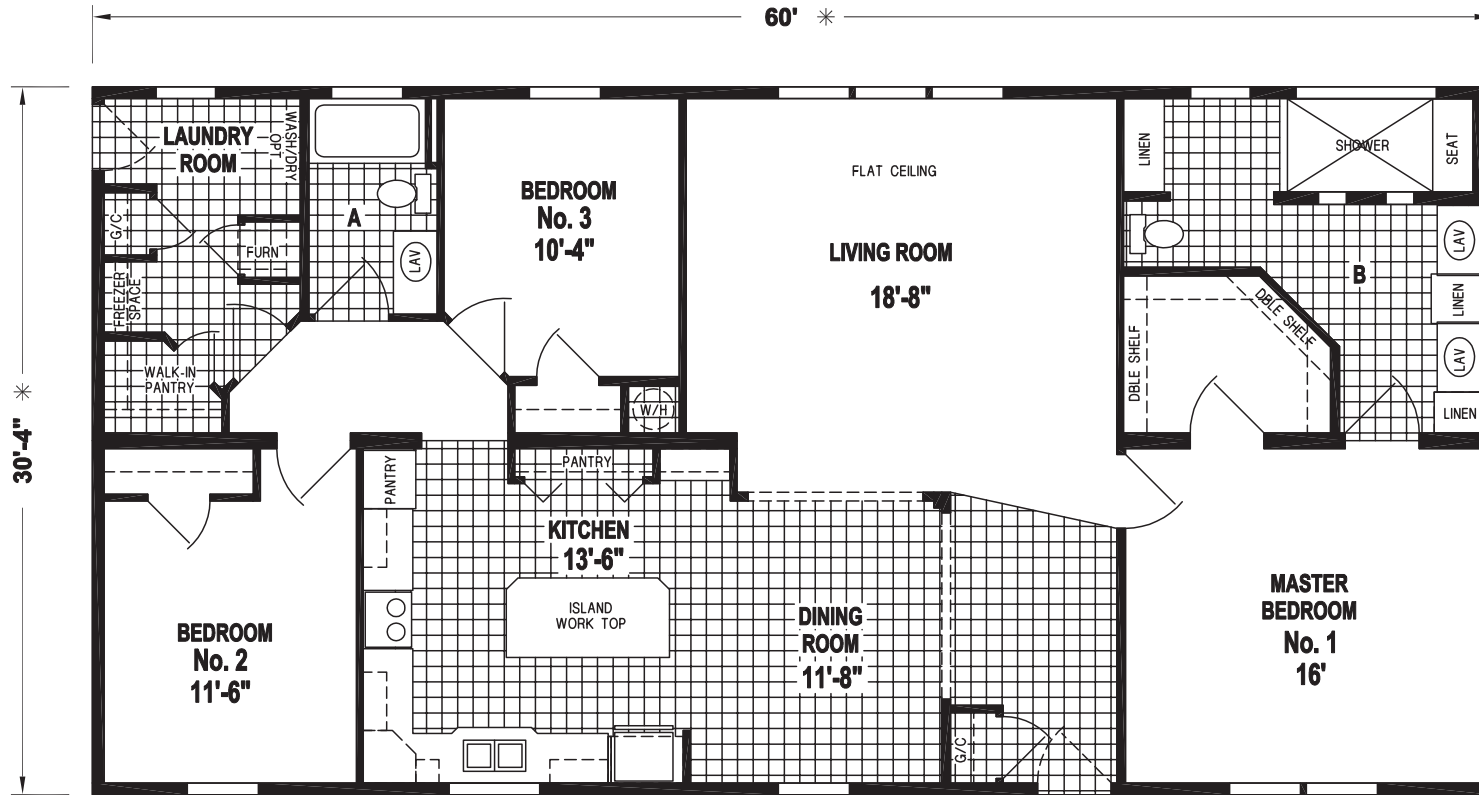 60' ✳
30'-4" ✳
LAUNDRY
ROOM
WASH/DRY
OPT
G/C
FURN
FREEZER
SPACE
WALK-IN
PANTRY
A
LAV
BEDROOM
No. 3
10'-4"
W/H
FLAT CEILING
LIVING ROOM
18'-8"
LINEN
SHOWER
SEAT
LAV
B
LINEN
LAV
LINEN
DBLE SHELF
DBLE SHELF
PANTRY
PANTRY
KITCHEN
13'-6"
ISLAND
WORK TOP
BEDROOM
No. 2
11'-6"
DINING
ROOM
11'-8"
G/C
MASTER
BEDROOM
No. 1
16'